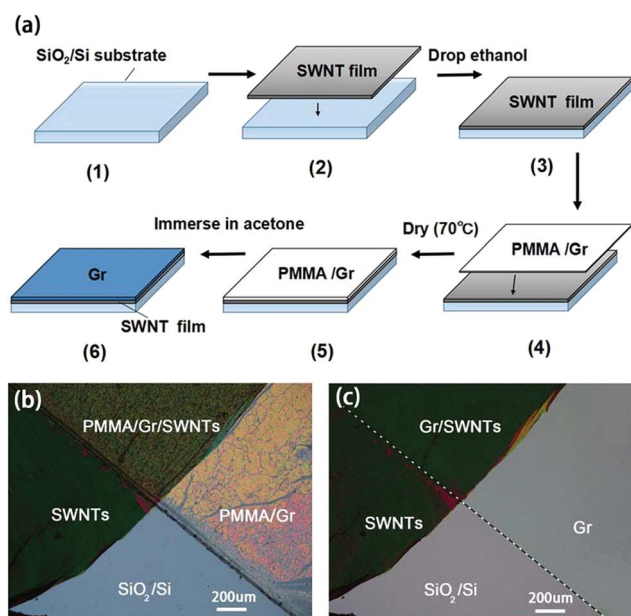 (a)
SiO₂/Si substrate
SWNT film
Drop ethanol
SWNT film
(1)
(2)
(3)
Immerse in acetone
Dry (70℃)
Gr
PMMA /Gr
PMMA /Gr
SWNT film
(6)
(5)
(4)
(b)
PMMA/Gr/SWNTs
SWNTs
PMMA/Gr
SiO₂/Si
200um
(c)
Gr/SWNTs
SWNTs
Gr
SiO₂/Si
200um